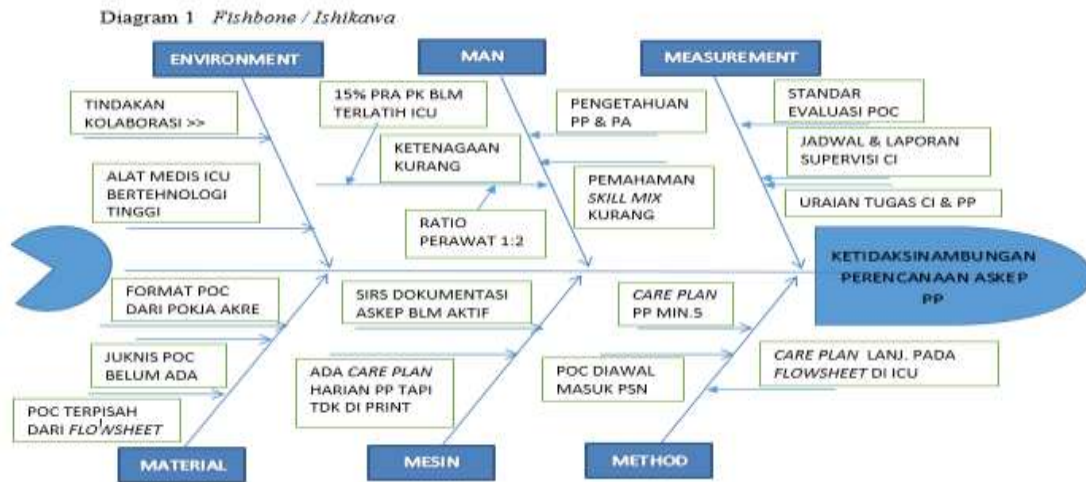 Diagram 1 Fishbone / Ishikawa
ENVIRONMENT
MAN
MEASUREMENT
TINDAKAN
KOLABORASI >>
15% PRA PK BLM
TERLATIH ICU
PENGETAHUAN
PP & PA
STANDAR
EVALUASI POC
KETENAGAAN
KURANG
JADWAL & LAPORAN
SUPERVISI CI
ALAT MEDIS ICU
BERTEHNOLOGI
TINGGI
PEMAHAMAN
SKILL MIX
KURANG
URAIAN TUGAS CI & PP
RATIO
PERAWAT 1:2
KETIDAKSINAMBUNGAN
PERENCANAAN ASKEP
PP
FORMAT POC
DARI POKJA AKRE
SIRS DOKUMENTASI
ASKEP BLM AKTIF
CARE PLAN
PP MIN.5
JUKNIS POC
BELUM ADA
ADA CARE PLAN
HARIAN PP TAPI
TDK DI PRINT
POC DIAWAL
MASUK PSN
CARE PLAN LANJ. PADA
FLOWSHEET DI ICU
POC TERPISAH
DARI FLOWSHEET
MATERIAL
MESIN
METHOD